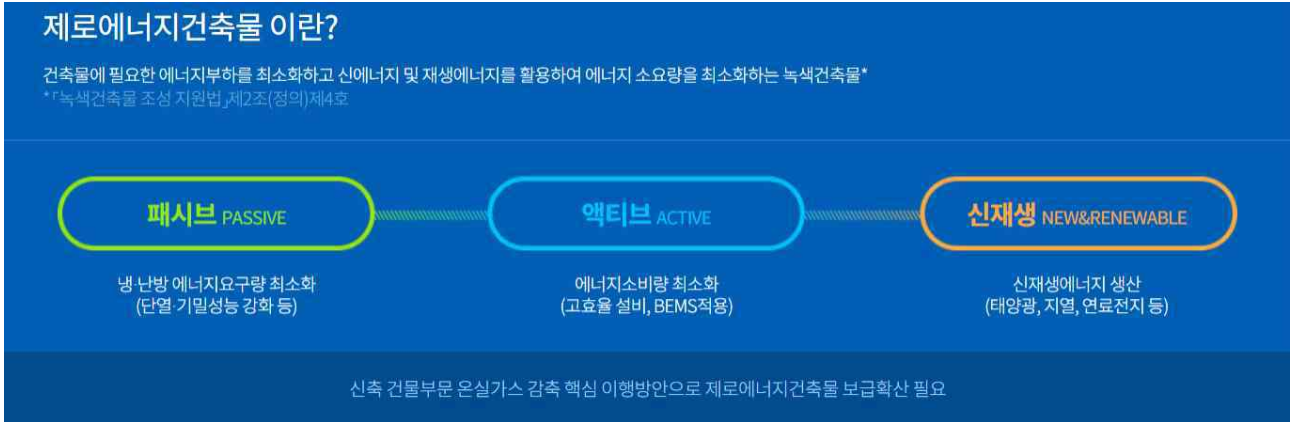 제로에너지건축물 이란?
건축물에 필요한 에너지부하를 최소화하고 신에너지 및 재생에너지를 활용하여 에너지 소요량을 최소화하는 녹색건축물*
*「녹색건축물 조성 지원법」제2조(정의)제4호
패시브 PASSIVE
액티브 ACTIVE
신재생 NEW&RENEWABLE
냉·난방 에너지요구량 최소화
(단열·기밀성능 강화 등)
에너지소비량 최소화
(고효율 설비, BEMS적용)
신재생에너지 생산
(태양광, 지열, 연료전지 등)
신축 건물부문 온실가스 감축 핵심 이행방안으로 제로에너지건축물 보급확산 필요